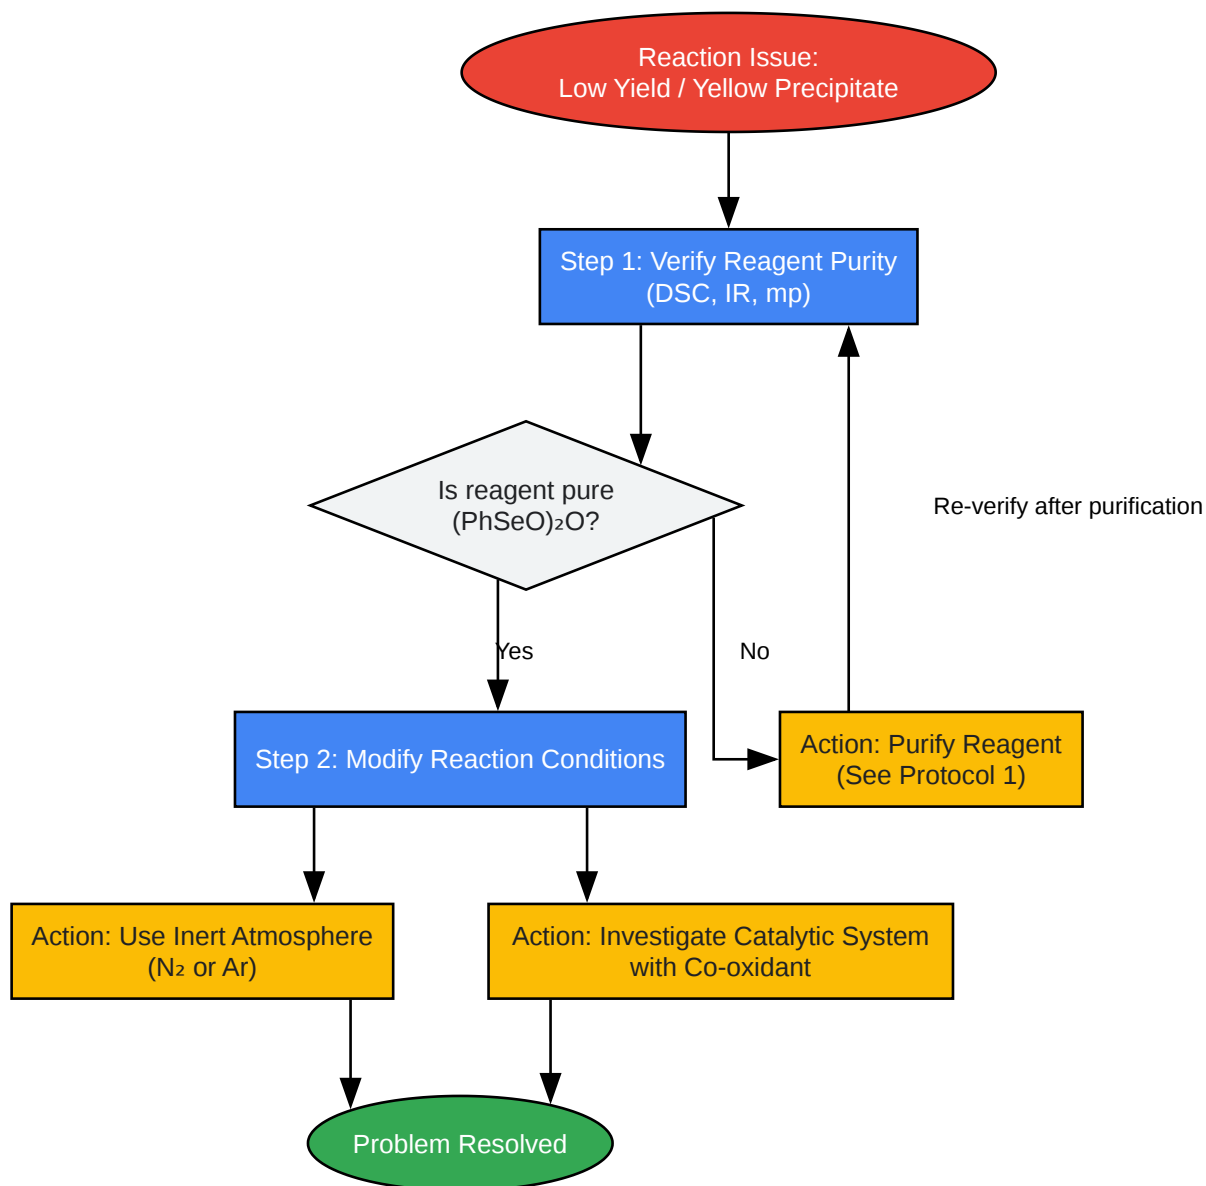 Reaction Issue:
Low Yield / Yellow Precipitate
Step 1: Verify Reagent Purity
(DSC, IR, mp)
Is reagent pure
(PhSeO)₂O?
Re-verify after purification
Yes
No
Step 2: Modify Reaction Conditions
Action: Purify Reagent
(See Protocol 1)
Action: Use Inert Atmosphere
(N₂ or Ar)
Action: Investigate Catalytic System
with Co-oxidant
Problem Resolved